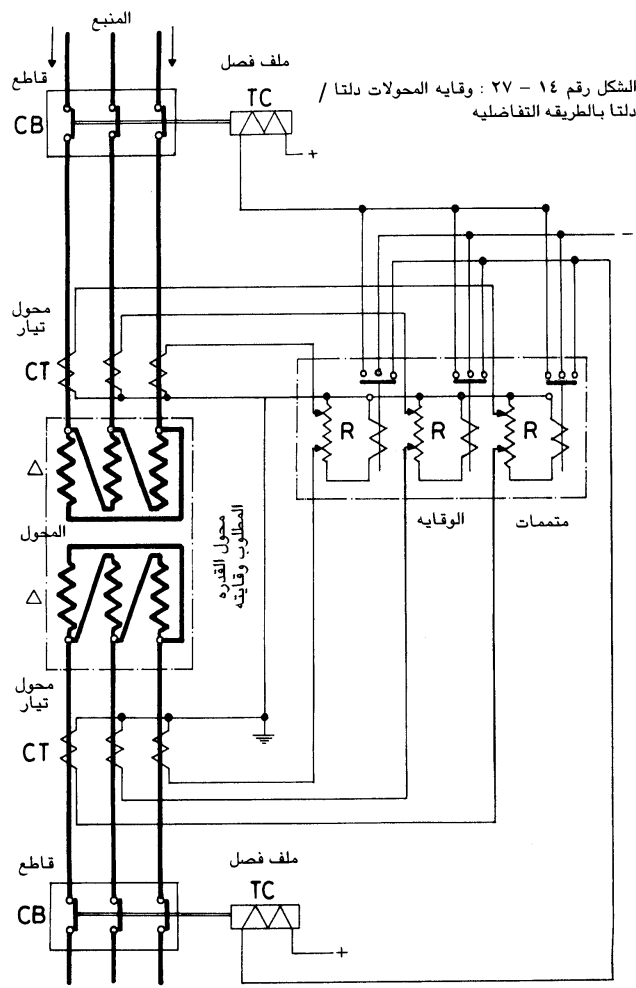 المنبع
ملف فصل
قاطع
TC
CB
+
الشكل رقم ١٤ - ٢٧ : وقايه المحولات دلتا /
دلتا بالطريقه التفاضليه
−
محول
تيار
CT
R
R
R
△
الوقايه
متممات
المحول
محول القدره
المطلوب وقايته
△
محول
تيار
CT
قاطع
ملف فصل
TC
CB
+